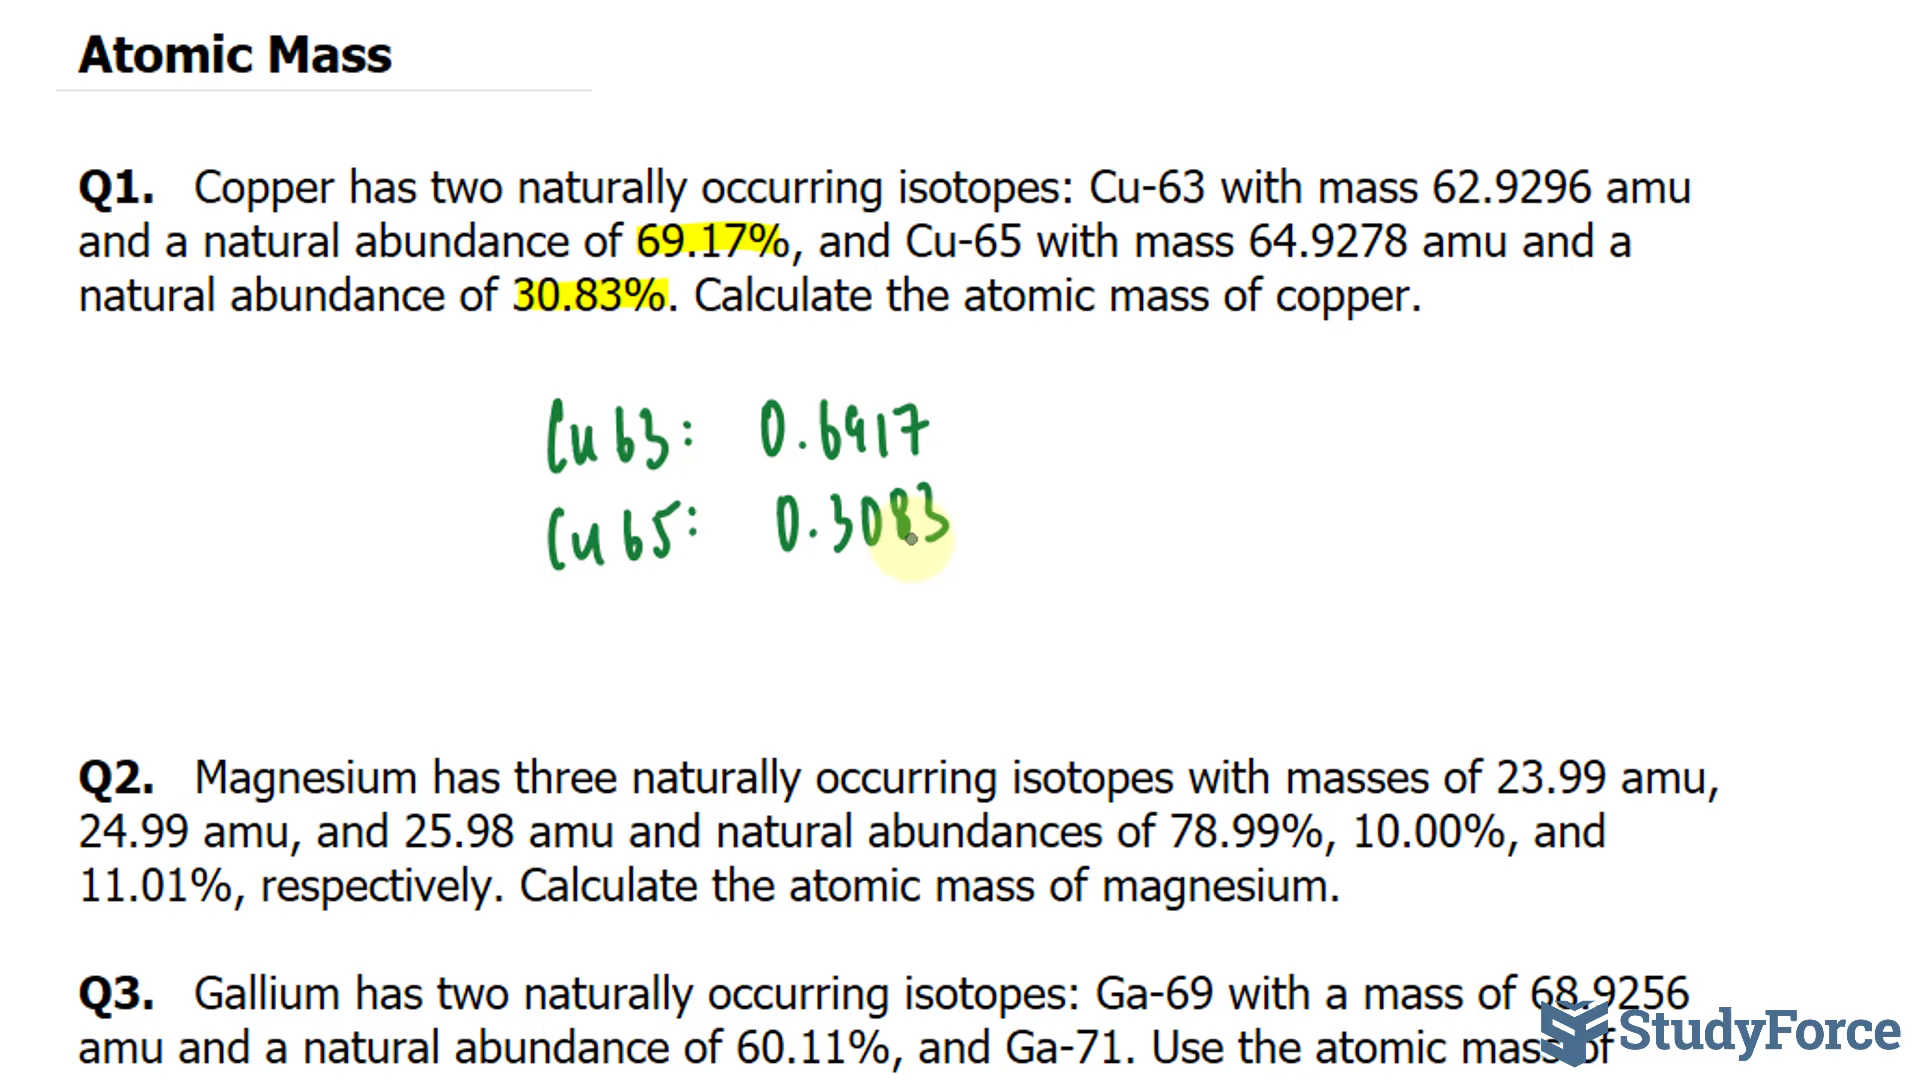 Atomic Mass
Q1. Copper has two naturally occurring isotopes: Cu-63 with mass 62.9296 amu
and a natural abundance of 69.17%, and Cu-65 with mass 64.9278 amu and a
natural abundance of 30.83%. Calculate the atomic mass of copper.
Cu 63: 0.6917
Cu 65: 0.3083
Q2. Magnesium has three naturally occurring isotopes with masses of 23.99 amu,
24.99 amu, and 25.98 amu and natural abundances of 78.99%, 10.00%, and
11.01%, respectively. Calculate the atomic mass of magnesium.
Q3. Gallium has two naturally occurring isotopes: Ga-69 with a mass of 68.9256
amu and a natural abundance of 60.11%, and Ga-71. Use the atomic mass of
StudyForce